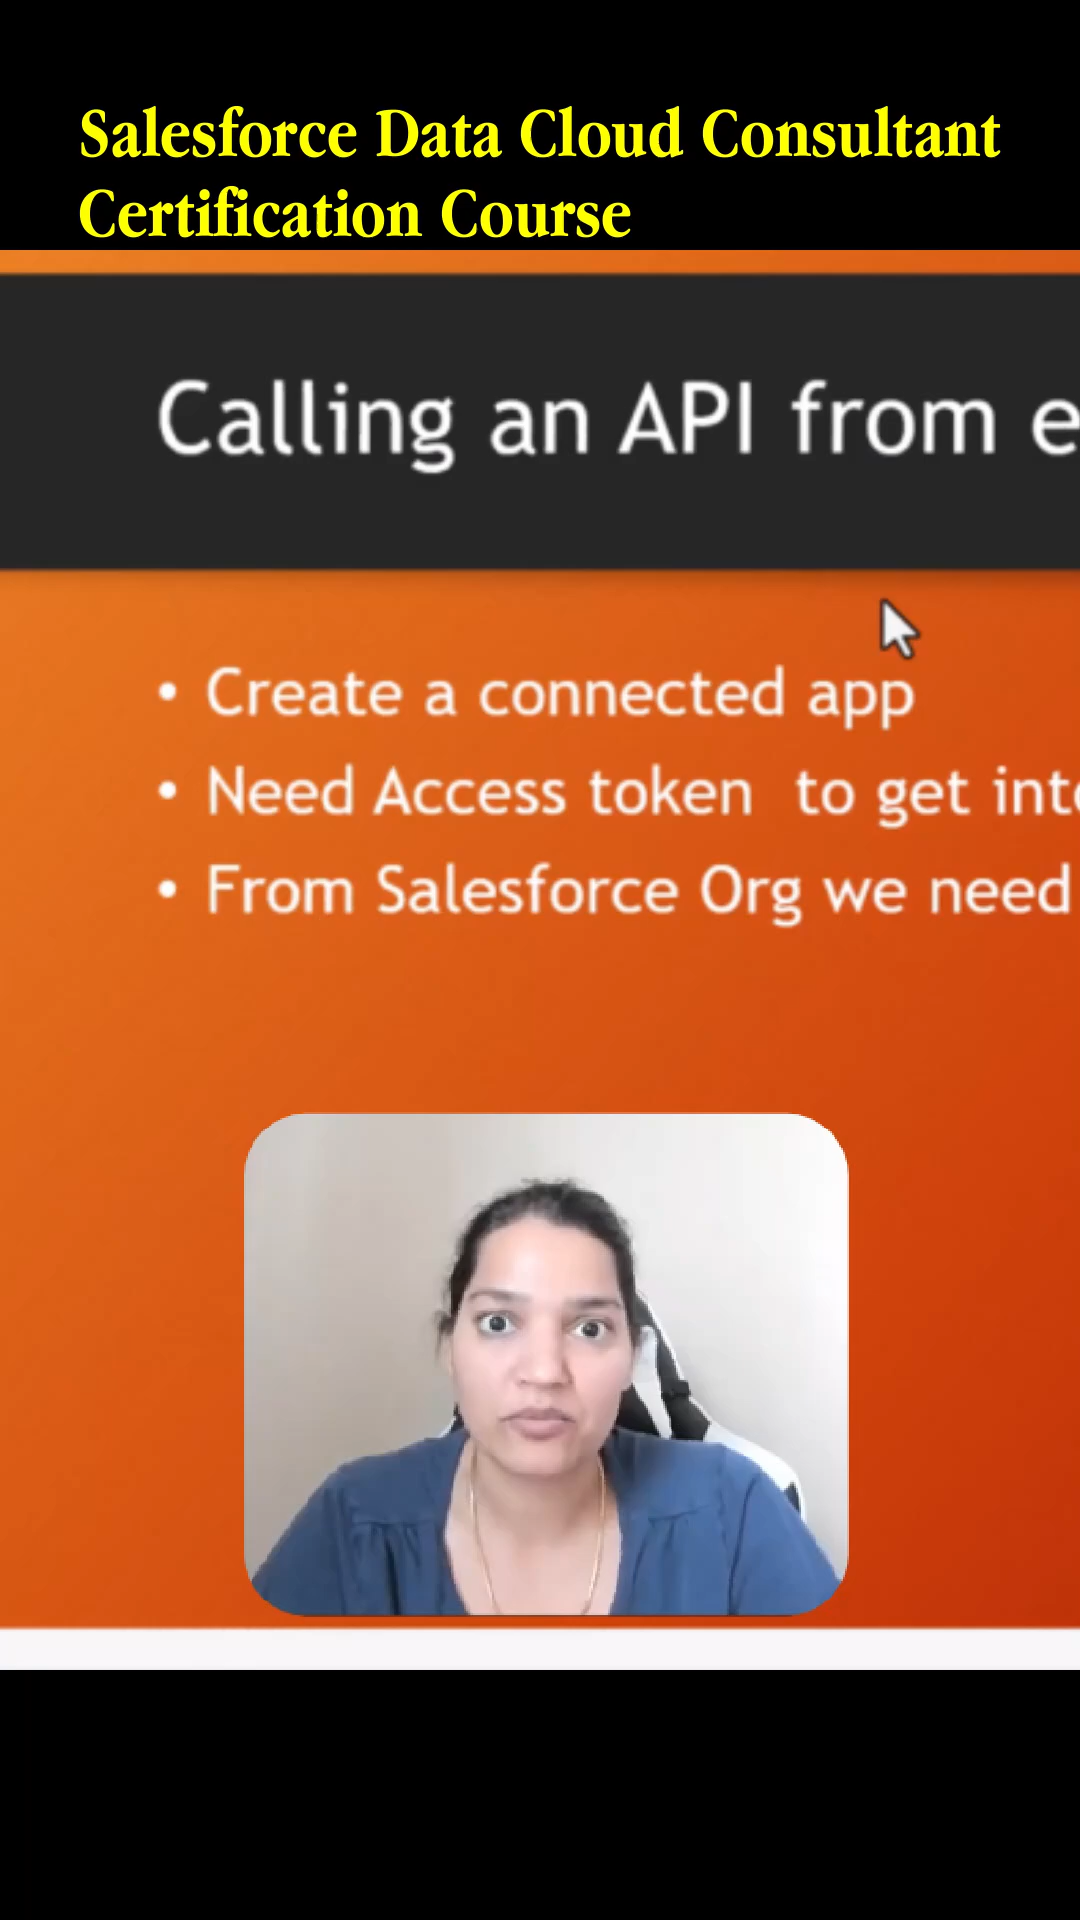 Salesforce Data Cloud Consultant
Certification Course
Calling an API from
• Create a connected app
• Need Access token to get
• From Salesforce Org we need